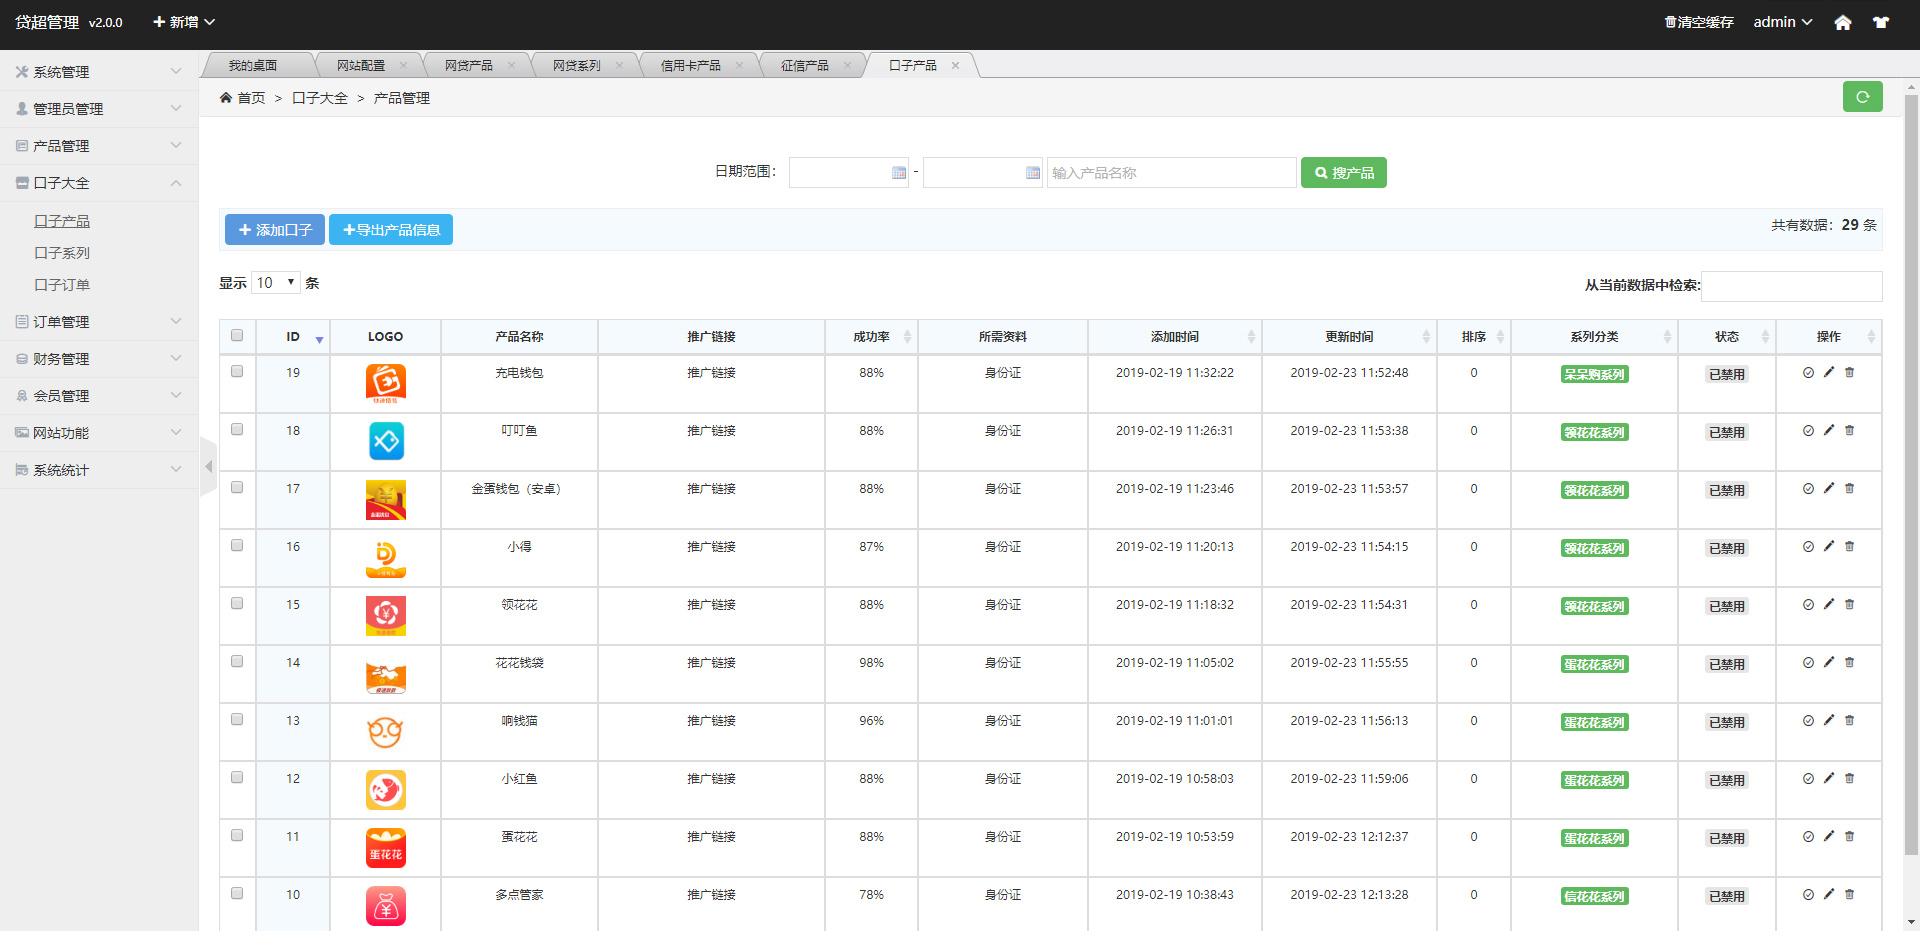 贷超管理 v2.0.0 新增 清空缓存 admin
系统管理
管理员管理
产品管理
口子大全
口子产品
口子系列
口子订单
订单管理
财务管理
会员管理
网站功能
系统统计
我的桌面 网站配置 网贷产品 网贷系列 信用卡产品 征信产品 口子产品
首页 > 口子大全 > 产品管理
日期范围: - 输入产品名称 搜产品
添加口子 导出产品信息 共有数据：29 条
显示 10 条 从当前数据中检索:
ID LOGO 产品名称 推广链接 成功率 所需资料 添加时间 更新时间 排序 系列分类 状态 操作
19 充电钱包 推广链接 88% 身份证 2019-02-19 11:32:22 2019-02-23 11:52:48 0 呆呆购系列 已禁用
18 叮叮鱼 推广链接 88% 身份证 2019-02-19 11:26:31 2019-02-23 11:53:38 0 领花花系列 已禁用
17 金蛋钱包（安卓） 推广链接 88% 身份证 2019-02-19 11:23:46 2019-02-23 11:53:57 0 领花花系列 已禁用
16 小得 推广链接 87% 身份证 2019-02-19 11:20:13 2019-02-23 11:54:15 0 领花花系列 已禁用
15 领花花 推广链接 88% 身份证 2019-02-19 11:18:32 2019-02-23 11:54:31 0 领花花系列 已禁用
14 花花钱袋 推广链接 98% 身份证 2019-02-19 11:05:02 2019-02-23 11:55:55 0 蛋花花系列 已禁用
13 响钱猫 推广链接 96% 身份证 2019-02-19 11:01:01 2019-02-23 11:56:13 0 蛋花花系列 已禁用
12 小红鱼 推广链接 88% 身份证 2019-02-19 10:58:03 2019-02-23 11:59:06 0 蛋花花系列 已禁用
11 蛋花花 蛋花花 推广链接 88% 身份证 2019-02-19 10:53:59 2019-02-23 12:12:37 0 蛋花花系列 已禁用
10 多点管家 推广链接 78% 身份证 2019-02-19 10:38:43 2019-02-23 12:13:28 0 信花花系列 已禁用